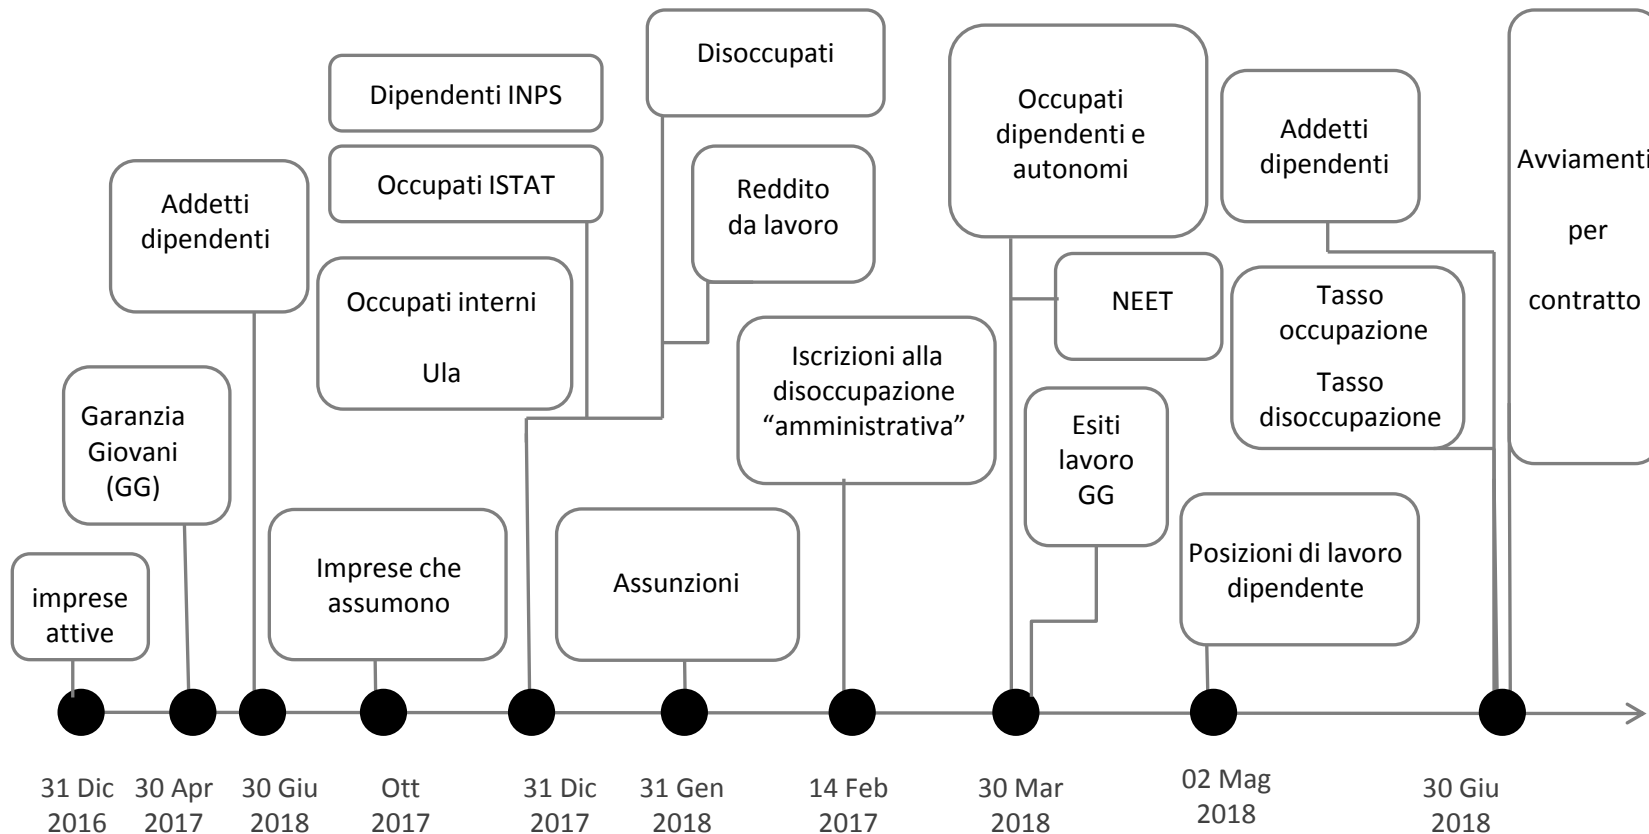 imprese
attive
Garanzia
Giovani
(GG)
Addetti
dipendenti
Dipendenti INPS
Occupati ISTAT
Occupati interni
Ula
Imprese che
assumono
Disoccupati
Reddito
da lavoro
Assunzioni
Iscrizioni alla
disoccupazione
“amministrativa”
Occupati
dipendenti e
autonomi
NEET
Esiti
lavoro
GG
Posizioni di lavoro
dipendente
Addetti
dipendenti
Tasso
occupazione
Tasso
disoccupazione
Avviamenti
per
contratto
31 Dic
2016
30 Apr
2017
30 Giu
2018
Ott
2017
31 Dic
2017
31 Gen
2018
14 Feb
2017
30 Mar
2018
02 Mag
2018
30 Giu
2018